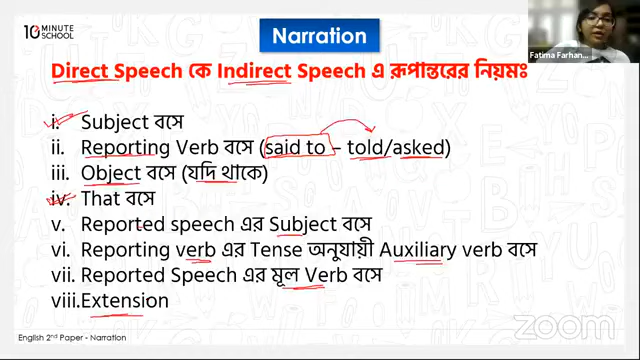 10 MINUTE SCHOOL
Narration
Fatima Farhan...
Direct Speech কে Indirect Speech এ রূপান্তরের নিয়মঃ
i. Subject বসে
ii. Reporting Verb বসে (said to – told/asked)
iii. Object বসে (যদি থাকে)
iv. That বসে
v. Reported speech এর Subject বসে
vi. Reporting verb এর Tense অনুযায়ী Auxiliary verb বসে
vii. Reported Speech এর মূল Verb বসে
viii.Extension
English 2nd Paper - Narration
zoom